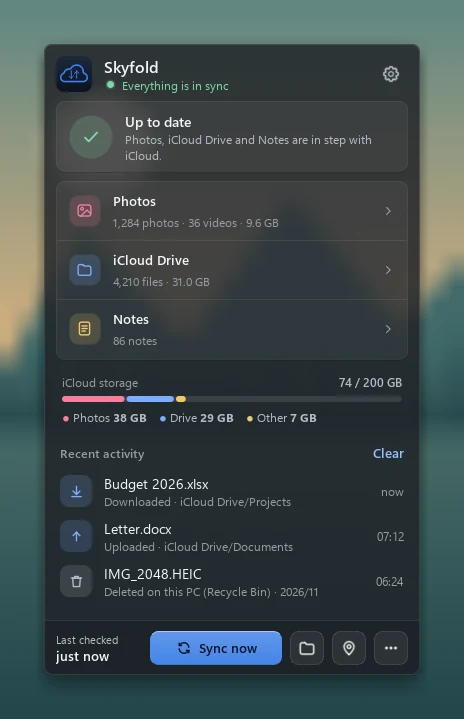 Skyfold
Everything is in sync
Up to date
Photos, iCloud Drive and Notes are in step with
iCloud.
Photos
1,284 photos · 36 videos · 9.6 GB
iCloud Drive
4,210 files · 31.0 GB
Notes
86 notes
iCloud storage 74 / 200 GB
Photos 38 GB Drive 29 GB Other 7 GB
Recent activity Clear
Budget 2026.xlsx
Downloaded · iCloud Drive/Projects now
Letter.docx
Uploaded · iCloud Drive/Documents 07:12
IMG_2048.HEIC
Deleted on this PC (Recycle Bin) · 2026/11 06:24
Last checked
just now
Sync now